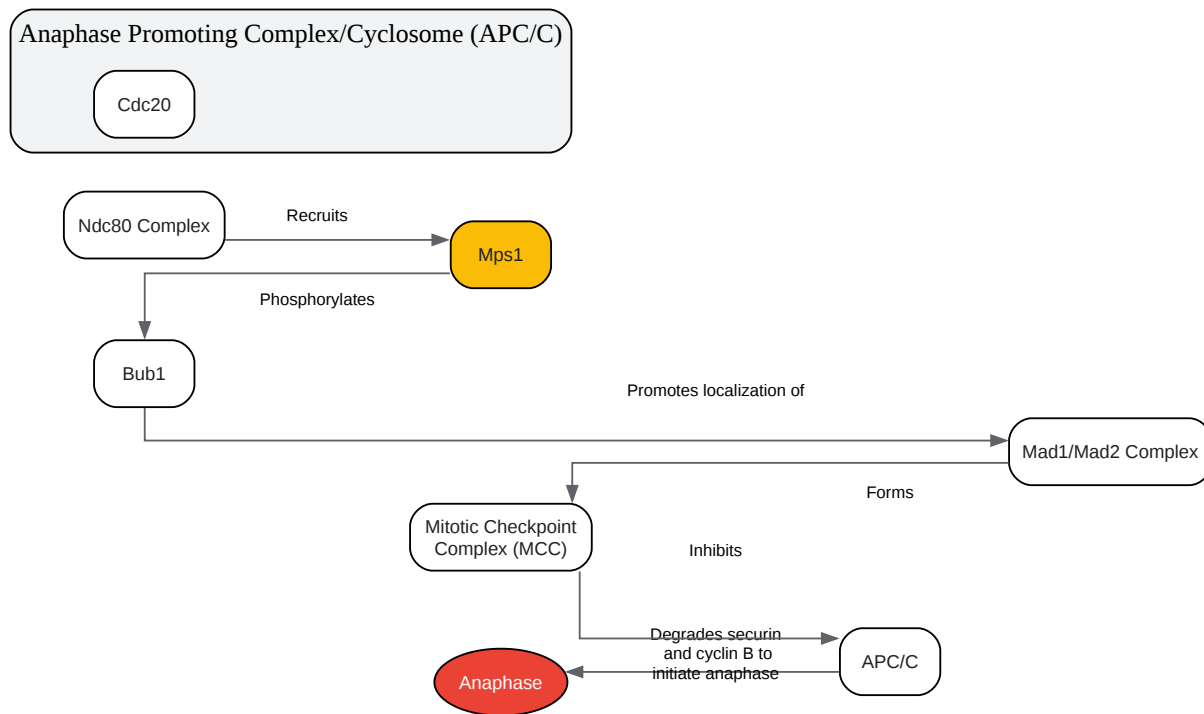 Anaphase Promoting Complex/Cyclosome (APC/C)
Cdc20
Ndc80 Complex
Recruits
Mps1
Phosphorylates
Bub1
Promotes localization of
Mad1/Mad2 Complex
Forms
Mitotic Checkpoint
Complex (MCC)
Inhibits
Degrades securin
and cyclin B to
initiate anaphase
APC/C
Anaphase